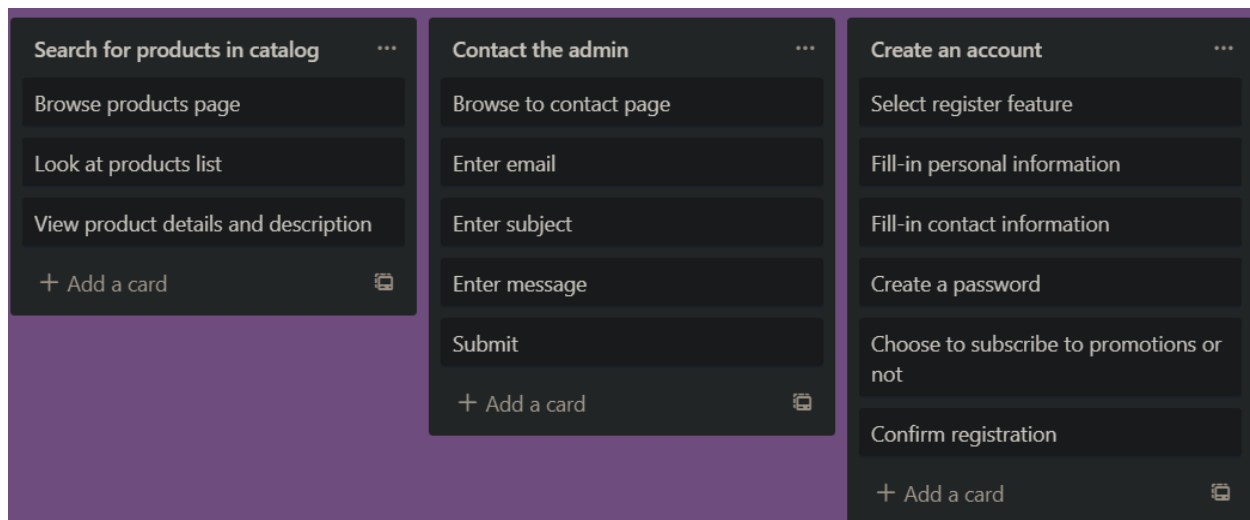 Search for products in catalog
Browse products page
Look at products list
View product details and description
+ Add a card
Contact the admin
Browse to contact page
Enter email
Enter subject
Enter message
Submit
+ Add a card
Create an account
Select register feature
Fill-in personal information
Fill-in contact information
Create a password
Choose to subscribe to promotions or
not
Confirm registration
+ Add a card